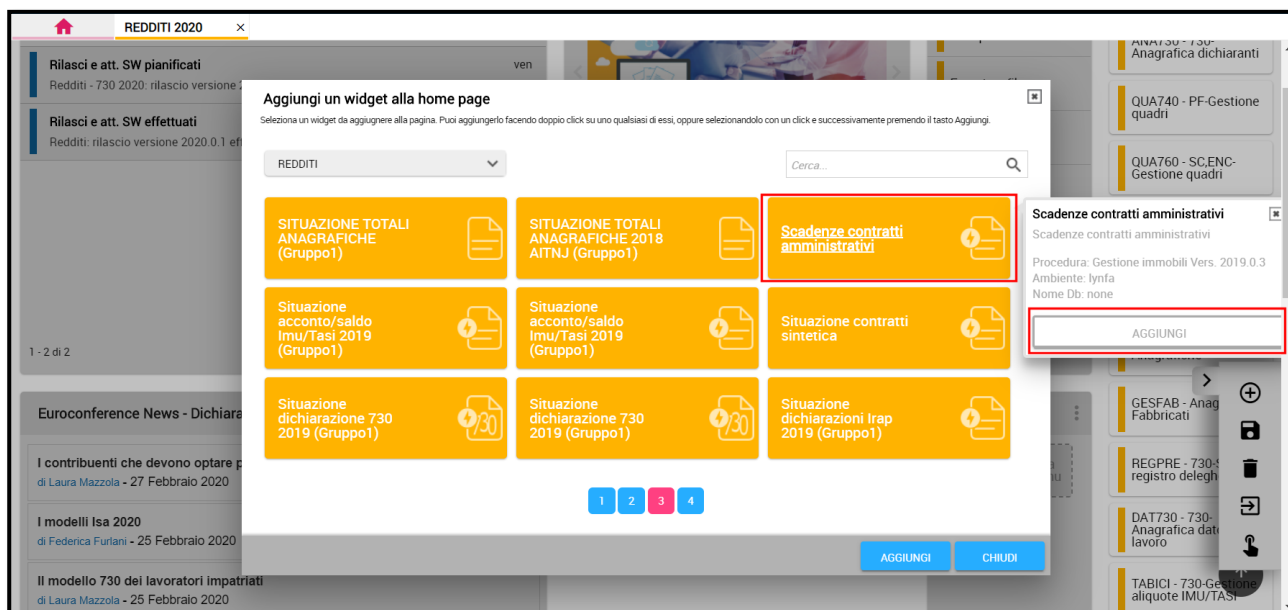 REDDITI 2020 ×
Rilasci e att. SW pianificati
ven
Redditi - 730 2020: rilascio versione
Rilasci e att. SW effettuati
Redditi: rilascio versione 2020.0.1
1 - 2 di 2
Euroconference News - Dichiara
I contribuenti che devono optare p
di Laura Mazzola - 27 Febbraio 2020
I modelli Isa 2020
di Federica Furlani - 25 Febbraio 2020
Il modello 730 dei lavoratori impatriati
di Laura Mazzola - 25 Febbraio 2020
Aggiungi un widget alla home page
Seleziona un widget da aggiugnere alla pagina. Puoi aggiungerlo facendo doppio click su uno qualsiasi di essi, oppure selezionandolo con un click e successivamente premendo il tasto Aggiungi.
REDDITI
Cerca...
SITUAZIONE TOTALI
ANAGRAFICHE
(Gruppo1)
SITUAZIONE TOTALI
ANAGRAFICHE 2018
AITNJ (Gruppo1)
Scadenze contratti
amministrativi
Situazione
acconto/saldo
Imu/Tasi 2019
(Gruppo1)
Situazione
acconto/saldo
Imu/Tasi 2019
(Gruppo1)
Situazione contratti
sintetica
Situazione
dichiarazione 730
2019 (Gruppo1)
730
Situazione
dichiarazione 730
2019 (Gruppo1)
730
Situazione
dichiarazioni Irap
2019 (Gruppo1)
1 2 3 4
AGGIUNGI
CHIUDI
Scadenze contratti amministrativi
Scadenze contratti amministrativi
Procedura: Gestione immobili Vers. 2019.0.3
Ambiente: lynfa
Nome Db: none
AGGIUNGI
ANA730 - 730-
Anagrafica dichiaranti
QUA740 - PF-Gestione
quadri
QUA760 - SC,ENC-
Gestione quadri
GESFAB - Anag
Fabbricati
REGPRE - 730-S
registro delegh
DAT730 - 730-
Anagrafica dat
lavoro
TABICI - 730-Gestione
aliquote IMU/TASI